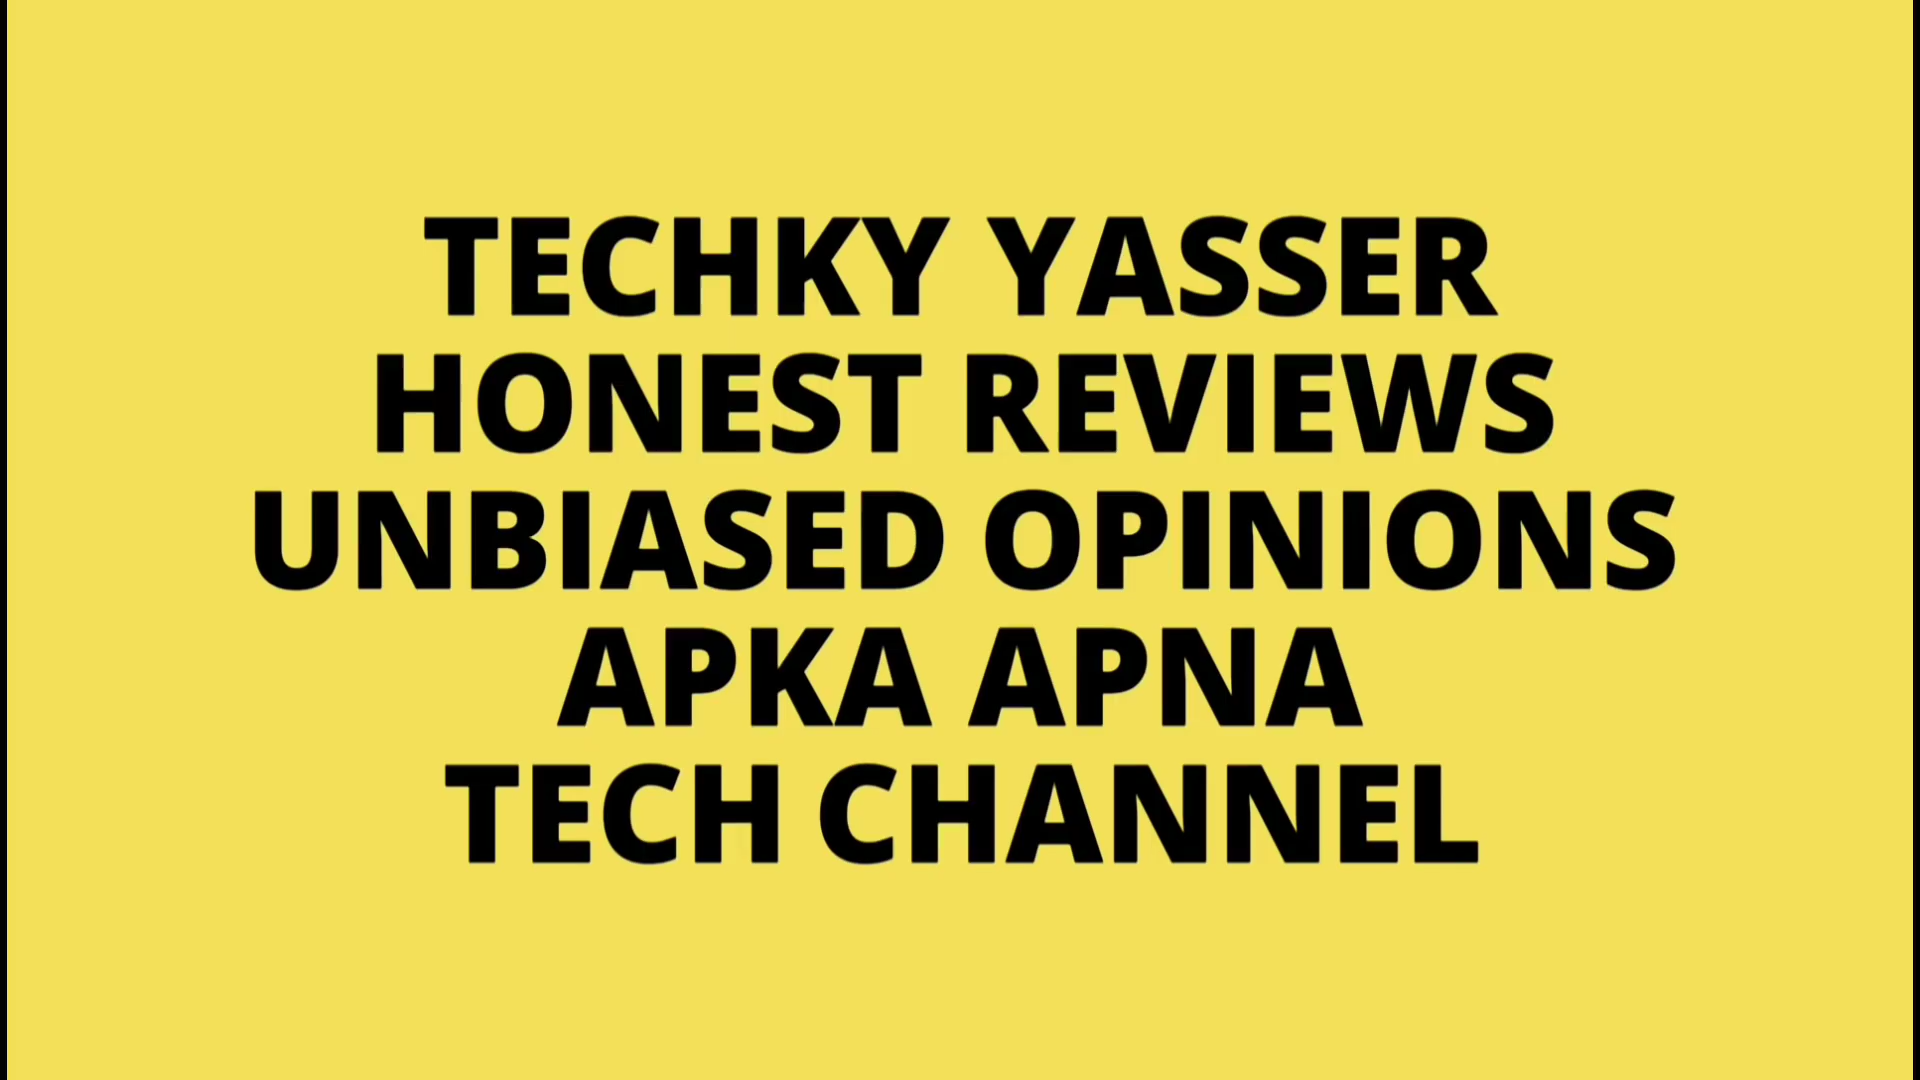 TECHKY YASSER
HONEST REVIEWS
UNBIASED OPINIONS
APKA APNA
TECH CHANNEL